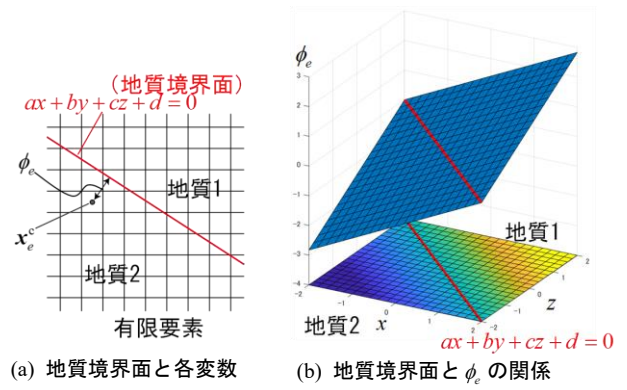 (地質境界面)
ax + by + cz + d = 0
ϕe
地質1
x_e^c
地質2
有限要素
(a) 地質境界面と各変数
ϕe
3
2
1
0
-1
-2
-3
-4
-2
-1
0
1
2
-2
-1
0
1
2
地質1
地質2
x
z
ax + by + cz + d = 0
(b) 地質境界面と ϕe の関係